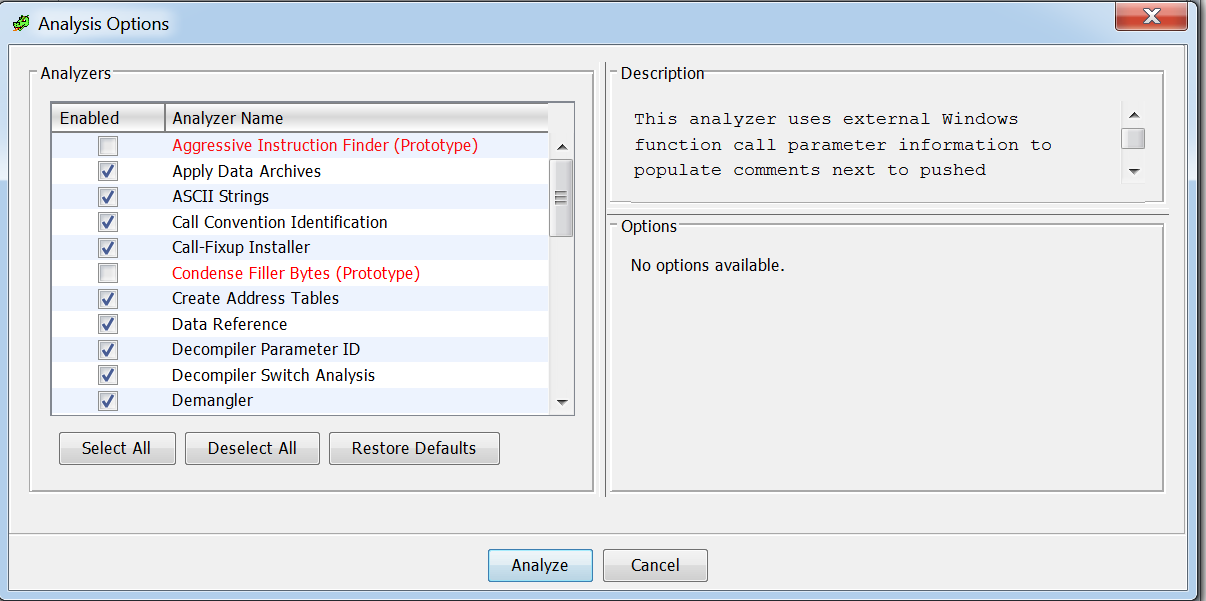 Analysis Options
Analyzers
Enabled Analyzer Name
Aggressive Instruction Finder (Prototype)
Apply Data Archives
ASCII Strings
Call Convention Identification
Call-Fixup Installer
Condense Filler Bytes (Prototype)
Create Address Tables
Data Reference
Decompiler Parameter ID
Decompiler Switch Analysis
Demangler
Select All Deselect All Restore Defaults
Description
This analyzer uses external Windows
function call parameter information to
populate comments next to pushed
Options
No options available.
Analyze Cancel